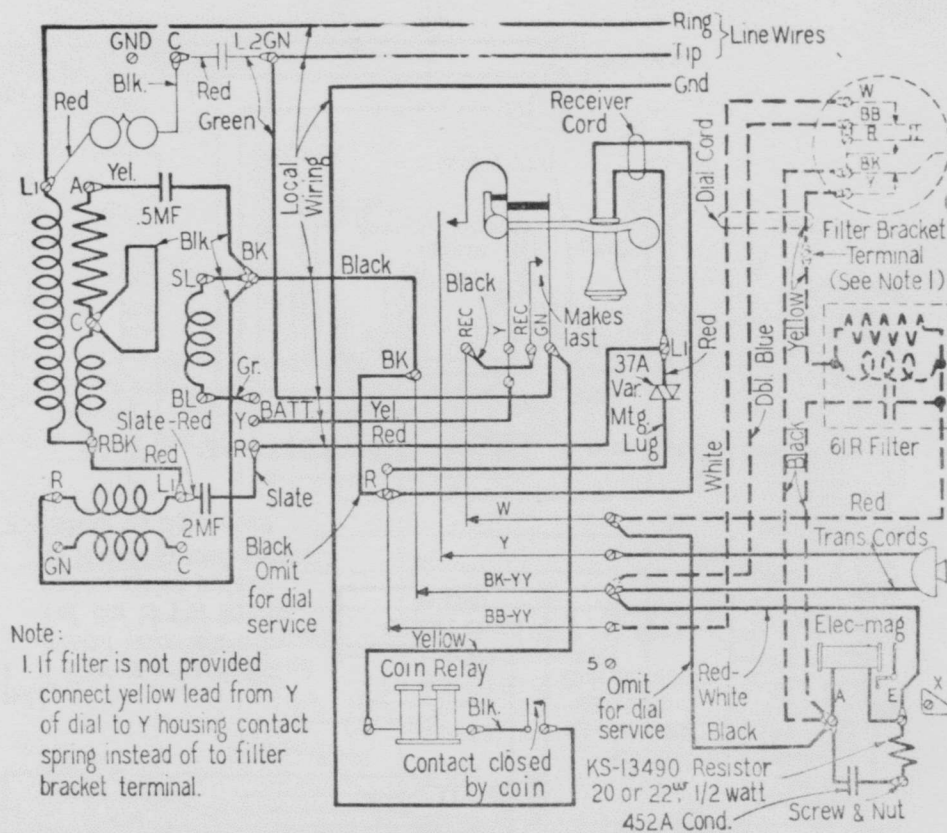 Ring
Tip
Gnd
Line Wires
GND
C
L2GN
Blk.
Red
Red
Green
Receiver
Cord
Dial Cord
W
BB
R
BK
Y
Local
Wiring
L1
A
Yel.
.5MF
Blk.
BK
SL
Black
Filter Bracket
Terminal
(See Note 1)
Yellow
C
Black
REC
Y
REC
GN
Makes
last
L1
Red
Dbl. Blue
37A
Var.
Mtg.
Lug
BK
BL
Gr.
BATT.
Y
Yel.
Red
R
Slate-Red
RBK
Red
White
Black
61R Filter
R
L1
2MF
Slate
R
GN
C
W
Red
Y
Trans. Cords
BK-YY
BB-YY
Black
Omit
for dial
service
Yellow
Coin Relay
Blk.
Contact closed
by coin
5
Omit
for dial
service
Red-
White
Black
Elec-mag
A
E
X
KS-13490 Resistor
20 or 22ω, 1/2 watt
452A Cond.
Screw & Nut
Note:
1. If filter is not provided
connect yellow lead from Y
of dial to Y housing contact
spring instead of to filter
bracket terminal.